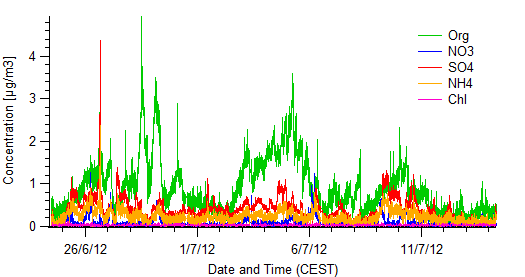 Concentration [µg/m3]
4
3
2
1
0
Org
NO3
SO4
NH4
Chl
26/6/12 1/7/12 6/7/12 11/7/12
Date and Time (CEST)